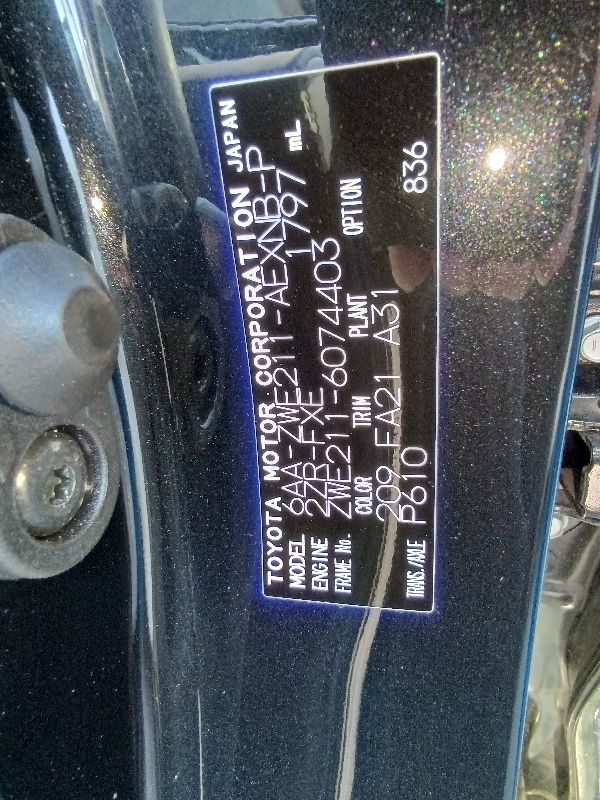 TOYOTA MOTOR CORPORATION JAPAN
MODEL 6AA-ZWE211-AEXNB-P
ENGINE 2ZR-FXE 1797 mL
FRAME No. ZWE211-6074403
COLOR TRIM PLANT OPTION
209 FA21 A31
TRANS./AXLE P610 836